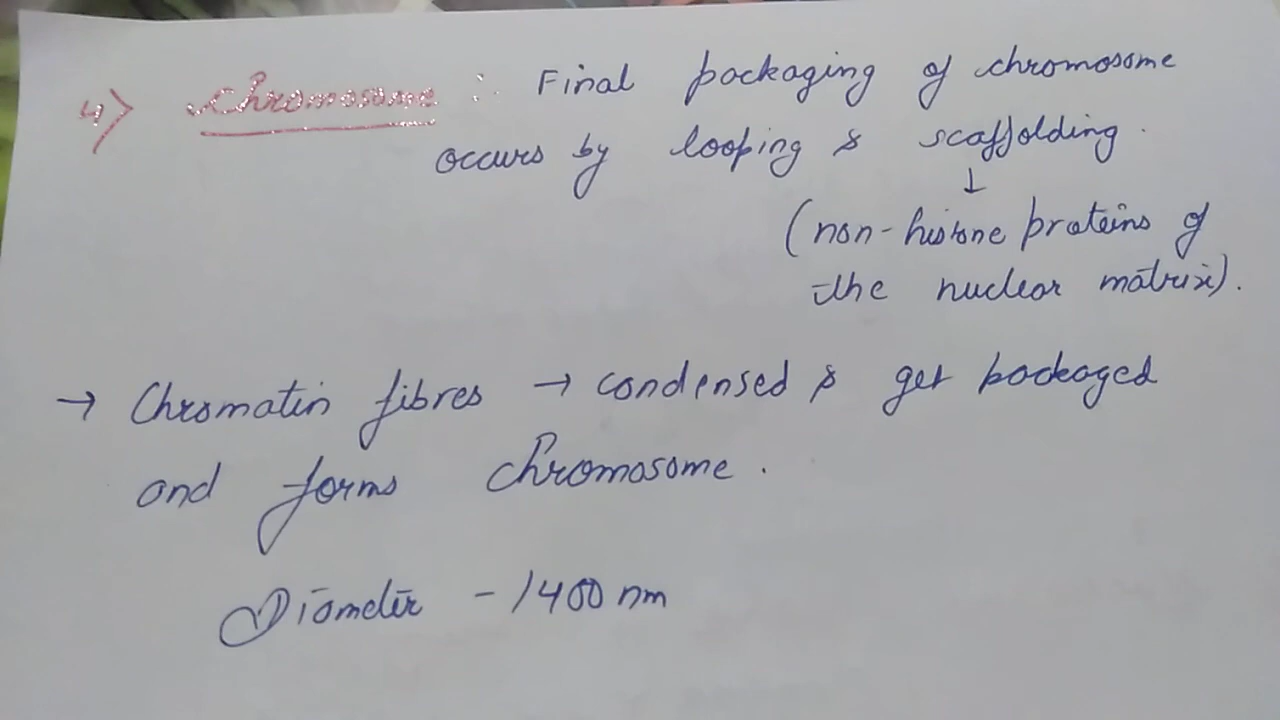 4) Chromosome : Final packaging of chromosome
occurs by looping & scaffolding.
↓
(non-histone proteins of
the nuclear matrix).
→ Chromatin fibres → condensed & get packaged
and forms chromosome.
Diameter - 1400 nm